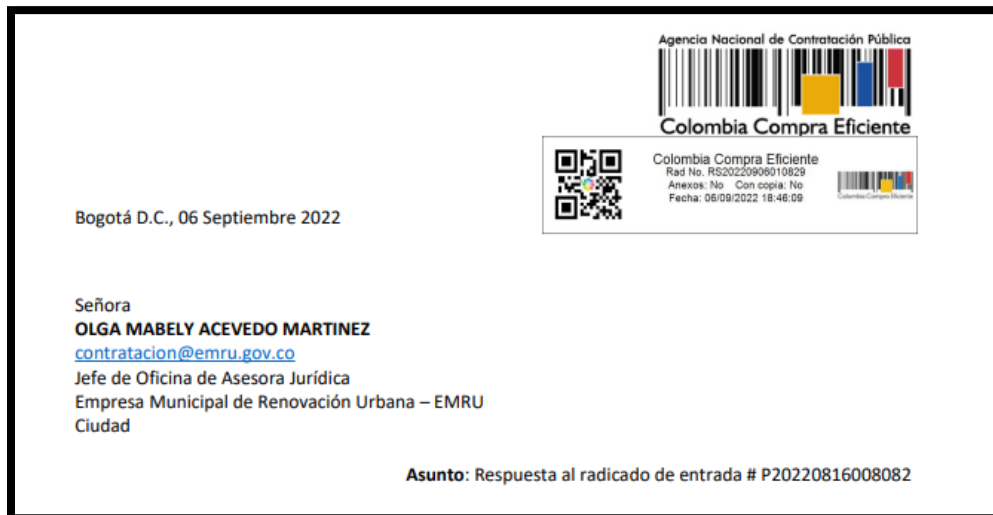 Agencia Nacional de Contratación Pública
Colombia Compra Eficiente
Colombia Compra Eficiente
Rad No. RS20220906010829
Anexos: No Con copia: No
Fecha: 06/09/2022 18:46:09
Colombia Compra Eficiente
Bogotá D.C., 06 Septiembre 2022
Señora
OLGA MABELY ACEVEDO MARTINEZ
contratacion@emru.gov.co
Jefe de Oficina de Asesora Jurídica
Empresa Municipal de Renovación Urbana – EMRU
Ciudad
Asunto: Respuesta al radicado de entrada # P20220816008082